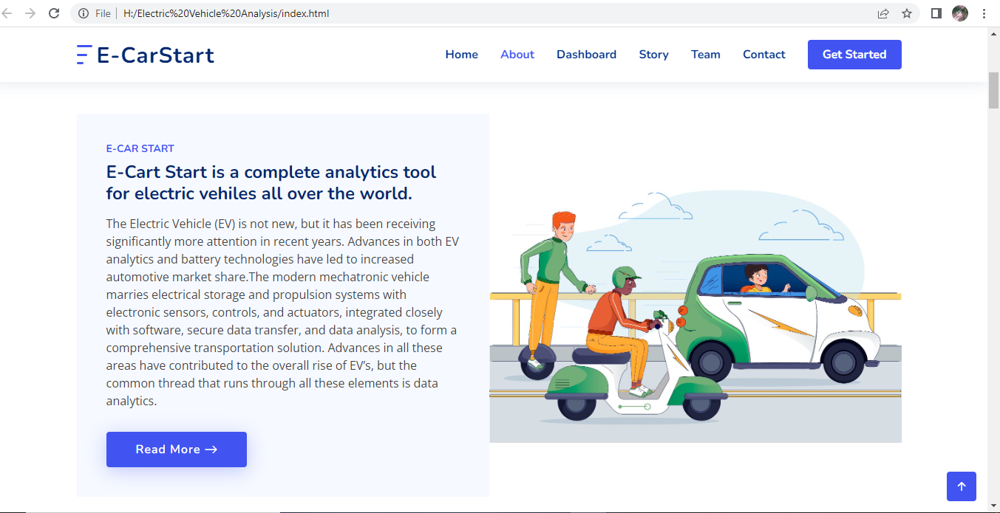 File H:/Electric%20Vehicle%20Analysis/index.html
E-CarStart
Home About Dashboard Story Team Contact Get Started
E-CAR START
E-Cart Start is a complete analytics tool
for electric vehiles all over the world.
The Electric Vehicle (EV) is not new, but it has been receiving
significantly more attention in recent years. Advances in both EV
analytics and battery technologies have led to increased
automotive market share.The modern mechatronic vehicle
marries electrical storage and propulsion systems with
electronic sensors, controls, and actuators, integrated closely
with software, secure data transfer, and data analysis, to form a
comprehensive transportation solution. Advances in all these
areas have contributed to the overall rise of EV’s, but the
common thread that runs through all these elements is data
analytics.
Read More →